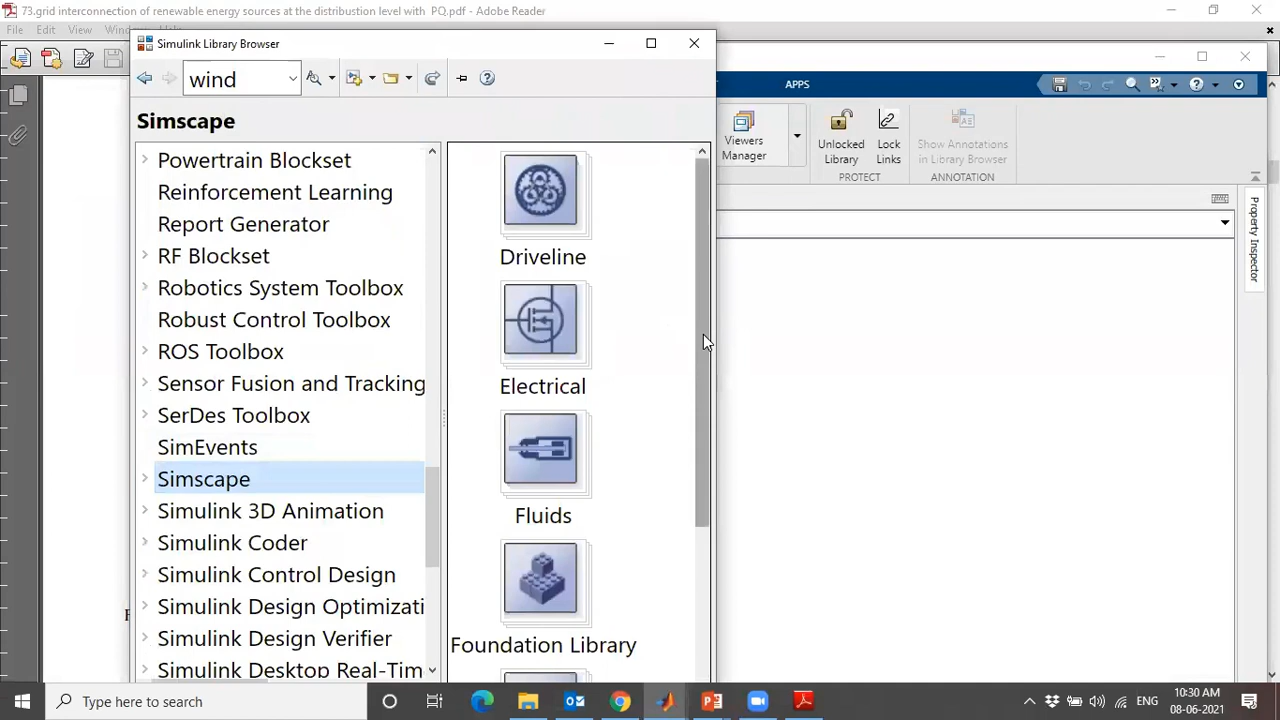 73.grid interconnection of renewable energy sources at the distribustion level with PQ.pdf - Adobe Reader
File Edit View Window
Simulink Library Browser
wind
APPS
Simscape
Viewers
Manager
Unlocked
Library
Lock
Links
Show Annotations
in Library Browser
PROTECT
ANNOTATION
Powertrain Blockset
Reinforcement Learning
Report Generator
RF Blockset
Robotics System Toolbox
Robust Control Toolbox
ROS Toolbox
Sensor Fusion and Tracking
SerDes Toolbox
SimEvents
Simscape
Simulink 3D Animation
Simulink Coder
Simulink Control Design
Simulink Design Optimizati
Simulink Design Verifier
Simulink Desktop Real-Tim
Driveline
Electrical
Fluids
Foundation Library
Property Inspector
Type here to search
ENG
10:30 AM
08-06-2021